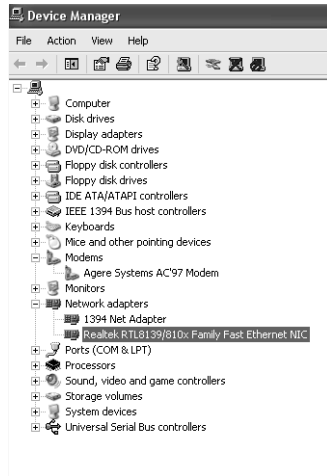 Device Manager
File Action View Help
Computer
Disk drives
Display adapters
DVD/CD-ROM drives
Floppy disk controllers
Floppy disk drives
IDE ATA/ATAPI controllers
IEEE 1394 Bus host controllers
Keyboards
Mice and other pointing devices
Modems
Agere Systems AC'97 Modem
Monitors
Network adapters
1394 Net Adapter
Realtek RTL8139/810x Family Fast Ethernet NIC
Ports (COM & LPT)
Processors
Sound, video and game controllers
Storage volumes
System devices
Universal Serial Bus controllers